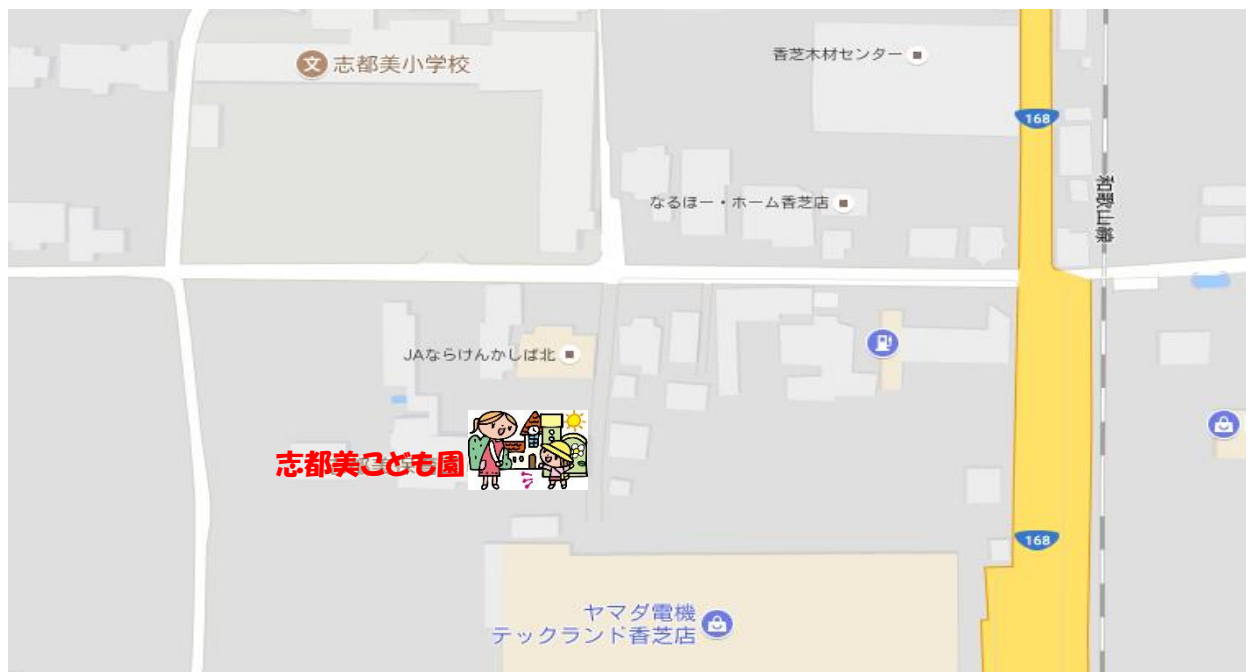 文 志都美小学校
香芝木材センター
168
なるほー・ホーム香芝店
和歌山線
JAならけんかしば北
志都美こども園
168
ヤマダ電機
テックランド香芝店